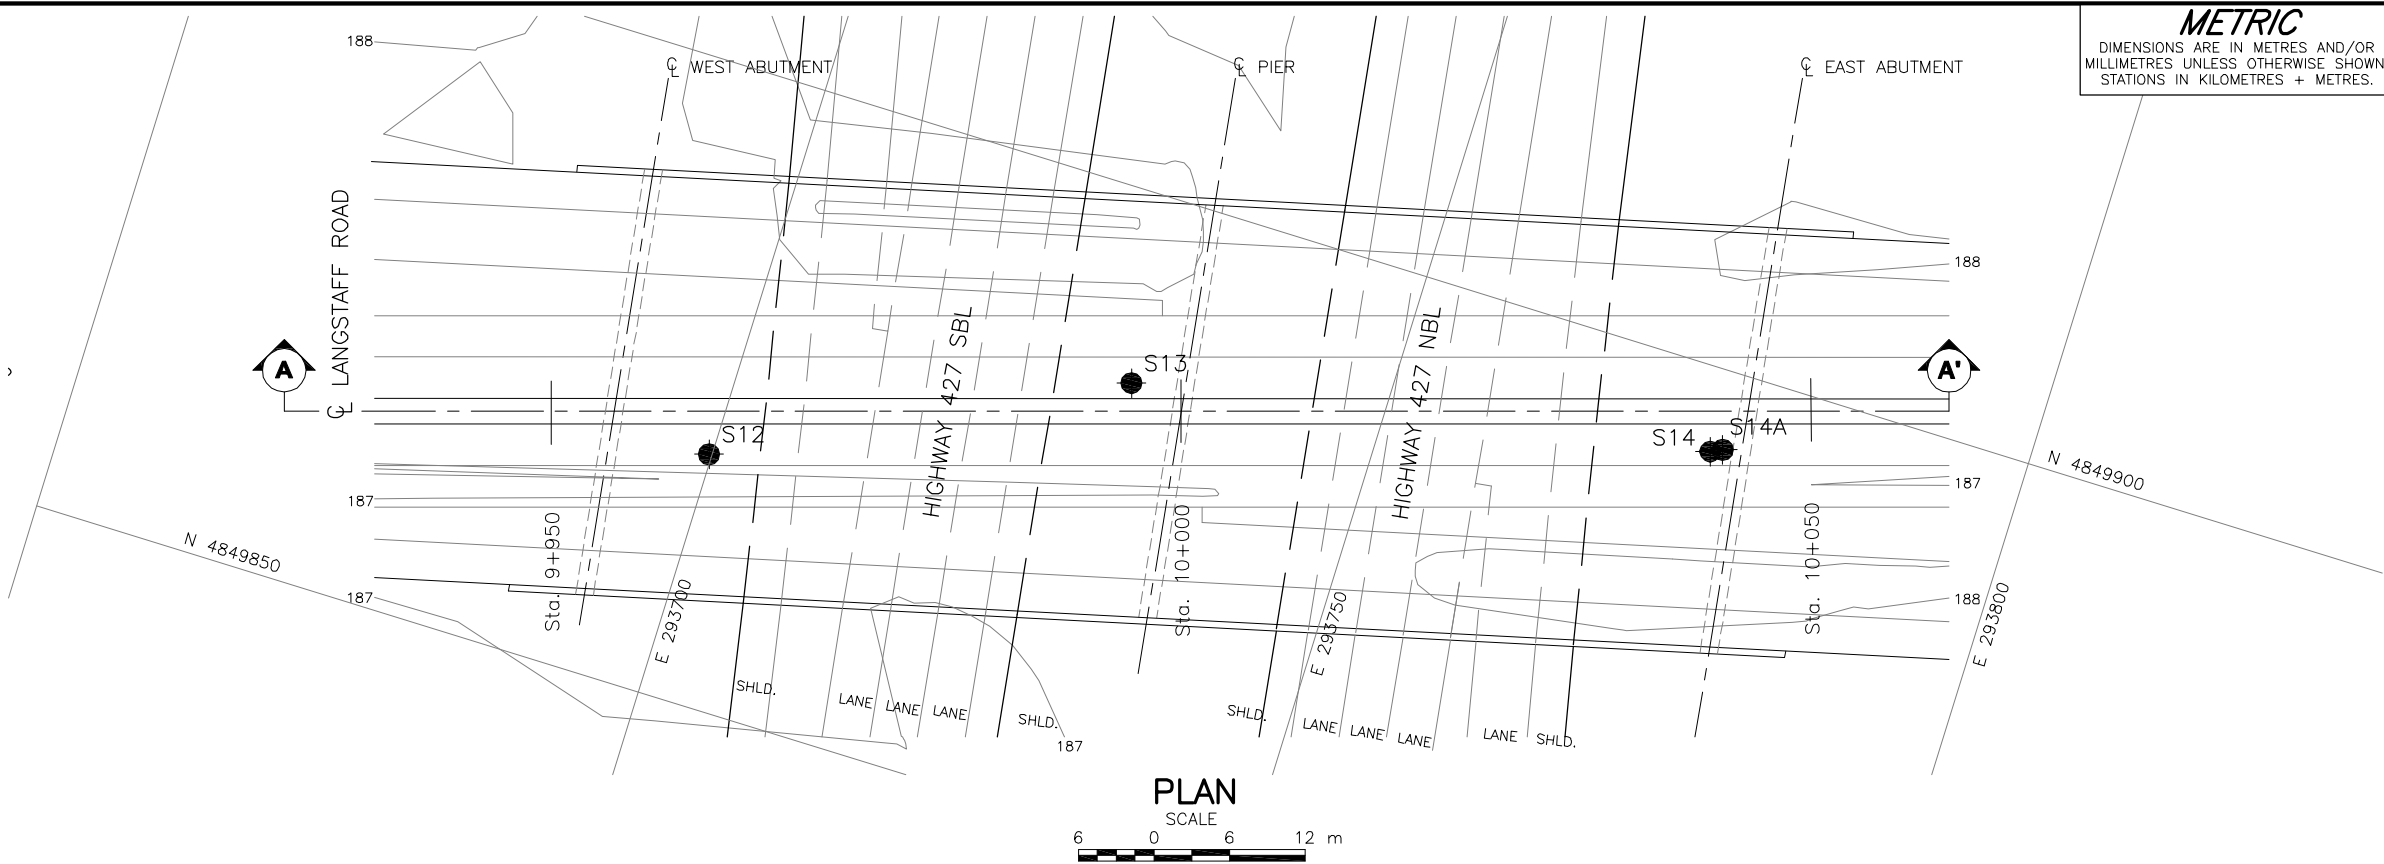 METRIC
DIMENSIONS ARE IN METRES AND/OR
MILLIMETRES UNLESS OTHERWISE SHOWN
STATIONS IN KILOMETRES + METRES.
188
℄ WEST ABUTMENT
℄ PIER
℄ EAST ABUTMENT
℄ LANGSTAFF ROAD
188
A
A'
HIGHWAY 427 SBL
HIGHWAY 427 NBL
S13
S12
S14
S14A
N 4849900
187
187
Sta. 9+950
Sta. 10+000
Sta. 10+050
N 4849850
187
188
E 293700
E 293750
E 293800
SHLD.
LANE
LANE
LANE
SHLD.
SHLD.
LANE
LANE
LANE
LANE
SHLD.
187
PLAN
SCALE
6 0 6 12 m